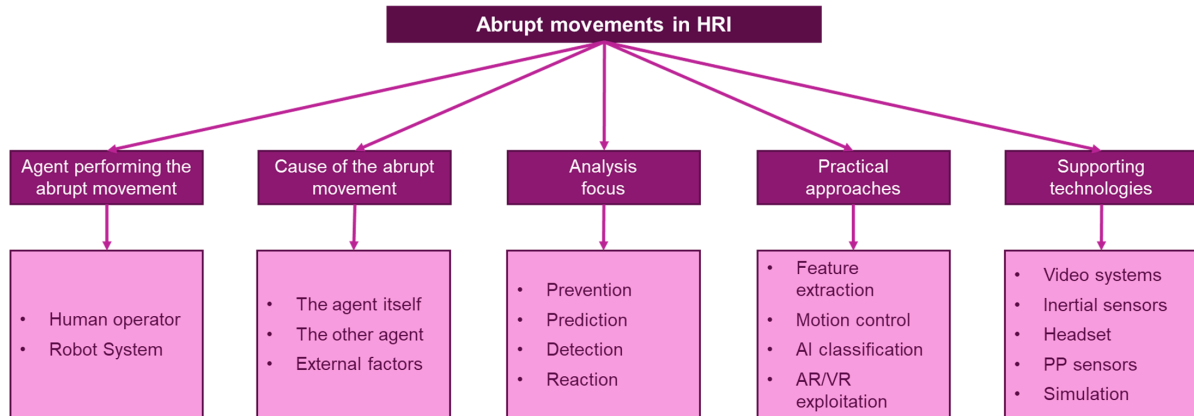 Abrupt movements in HRI
Agent performing the
abrupt movement
Cause of the abrupt
movement
Analysis
focus
Practical
approaches
Supporting
technologies
• Human operator
• Robot System
• The agent itself
• The other agent
• External factors
• Prevention
• Prediction
• Detection
• Reaction
• Feature
extraction
• Motion control
• AI classification
• AR/VR
exploitation
• Video systems
• Inertial sensors
• Headset
• PP sensors
• Simulation